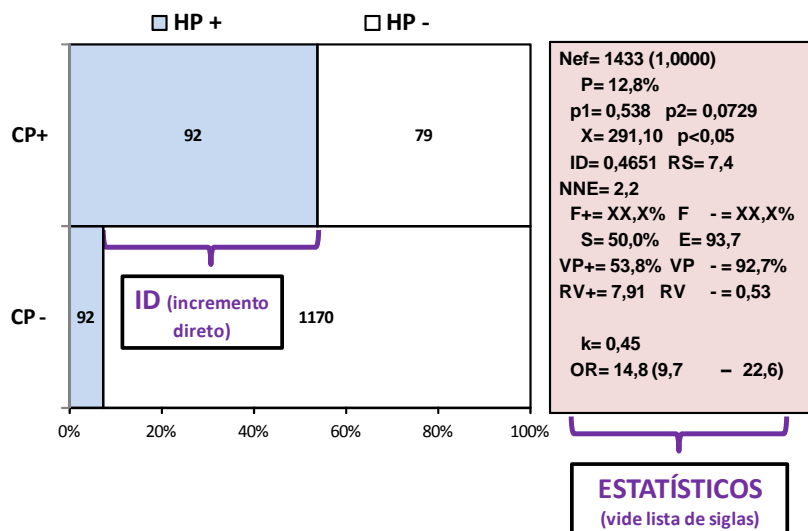 HP + HP -
CP+
92
79
CP -
92
1170
ID (incremento
direto)
0% 20% 40% 60% 80% 100%
Nef= 1433 (1,0000)
P= 12,8%
p1= 0,538 p2= 0,0729
X= 291,10 p<0,05
ID= 0,4651 RS= 7,4
NNE= 2,2
F+= XX,X% F - = XX,X%
S= 50,0% E= 93,7
VP+= 53,8% VP - = 92,7%
RV+= 7,91 RV - = 0,53
k= 0,45
OR= 14,8 (9,7 – 22,6)
ESTATÍSTICOS
(vide lista de siglas)